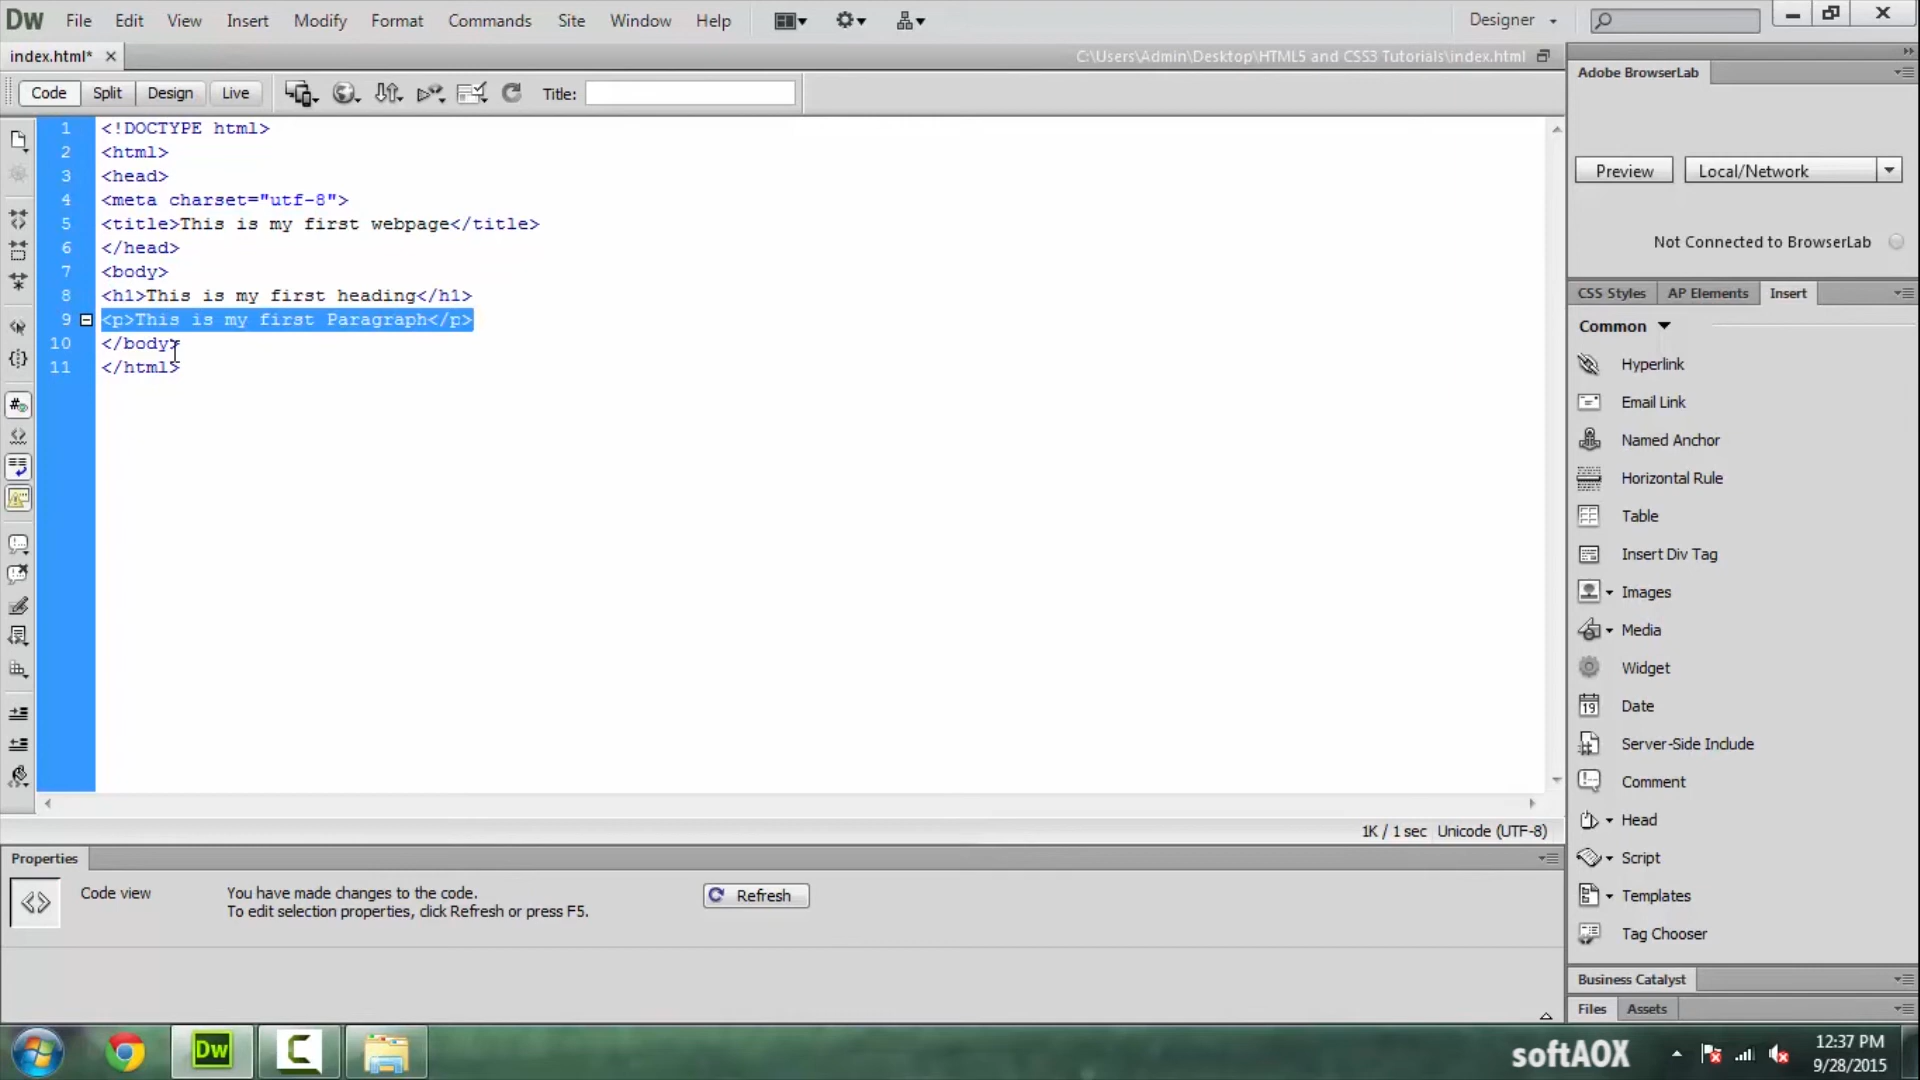 Dw File Edit View Insert Modify Format Commands Site Window Help Designer
index.html* C:\Users\Admin\Desktop\HTML5 and CSS3 Tutorials\index.html
Code Split Design Live Title:
1 <!DOCTYPE html>
2 <html>
3 <head>
4 <meta charset="utf-8">
5 <title>This is my first webpage</title>
6 </head>
7 <body>
8 <h1>This is my first heading</h1>
9 <p>This is my first Paragraph</p>
10 </body>
11 </html>
1K / 1 sec Unicode (UTF-8)
Properties
Code view
You have made changes to the code.
To edit selection properties, click Refresh or press F5.
Refresh
Adobe BrowserLab
Preview Local/Network
Not Connected to BrowserLab
CSS Styles AP Elements Insert
Common
Hyperlink
Email Link
Named Anchor
Horizontal Rule
Table
Insert Div Tag
Images
Media
Widget
19 Date
Server-Side Include
Comment
Head
Script
Templates
Tag Chooser
Business Catalyst
Files Assets
Dw C softAOX
12:37 PM
9/28/2015